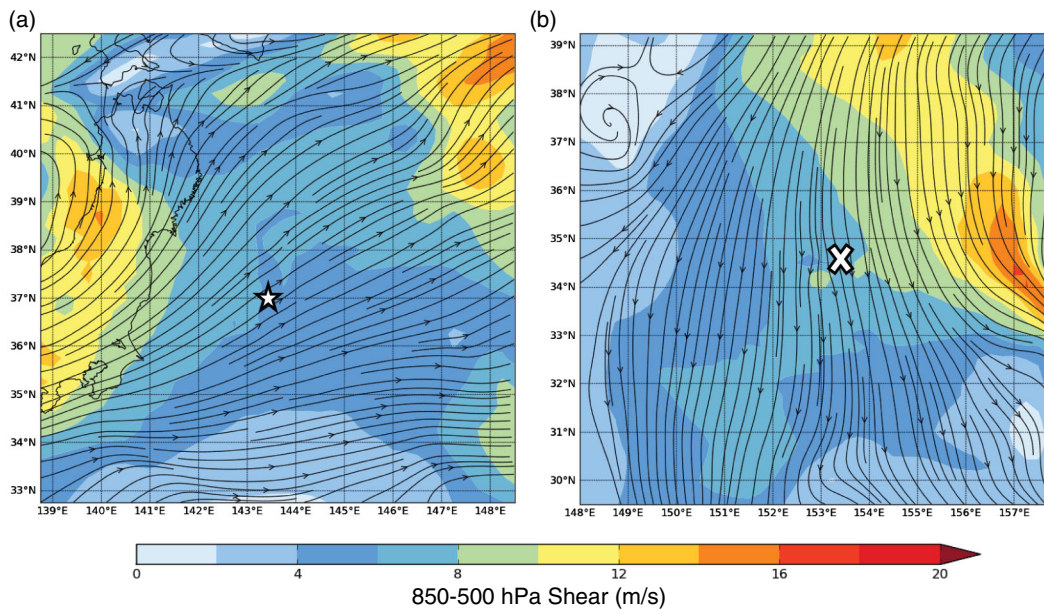 (a)
(b)
42°N
41°N
40°N
39°N
38°N
37°N
36°N
35°N
34°N
33°N
139°E 140°E 141°E 142°E 143°E 144°E 145°E 146°E 147°E 148°E
39°N
38°N
37°N
36°N
35°N
34°N
33°N
32°N
31°N
30°N
148°E 149°E 150°E 151°E 152°E 153°E 154°E 155°E 156°E 157°E
0 4 8 12 16 20
850-500 hPa Shear (m/s)